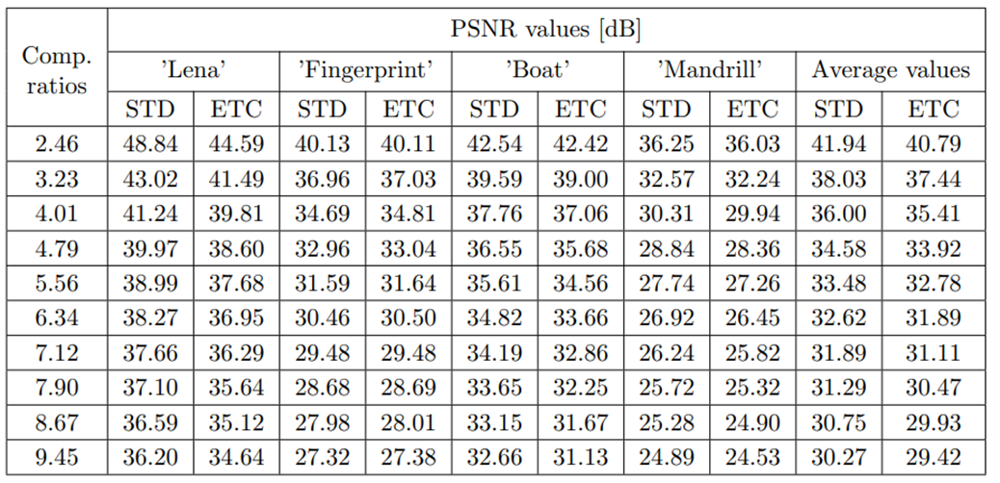 PSNR values [dB]
Comp.
ratios
'Lena' 'Fingerprint' 'Boat' 'Mandrill' Average values
STD ETC STD ETC STD ETC STD ETC STD ETC
2.46 48.84 44.59 40.13 40.11 42.54 42.42 36.25 36.03 41.94 40.79
3.23 43.02 41.49 36.96 37.03 39.59 39.00 32.57 32.24 38.03 37.44
4.01 41.24 39.81 34.69 34.81 37.76 37.06 30.31 29.94 36.00 35.41
4.79 39.97 38.60 32.96 33.04 36.55 35.68 28.84 28.36 34.58 33.92
5.56 38.99 37.68 31.59 31.64 35.61 34.56 27.74 27.26 33.48 32.78
6.34 38.27 36.95 30.46 30.50 34.82 33.66 26.92 26.45 32.62 31.89
7.12 37.66 36.29 29.48 29.48 34.19 32.86 26.24 25.82 31.89 31.11
7.90 37.10 35.64 28.68 28.69 33.65 32.25 25.72 25.32 31.29 30.47
8.67 36.59 35.12 27.98 28.01 33.15 31.67 25.28 24.90 30.75 29.93
9.45 36.20 34.64 27.32 27.38 32.66 31.13 24.89 24.53 30.27 29.42